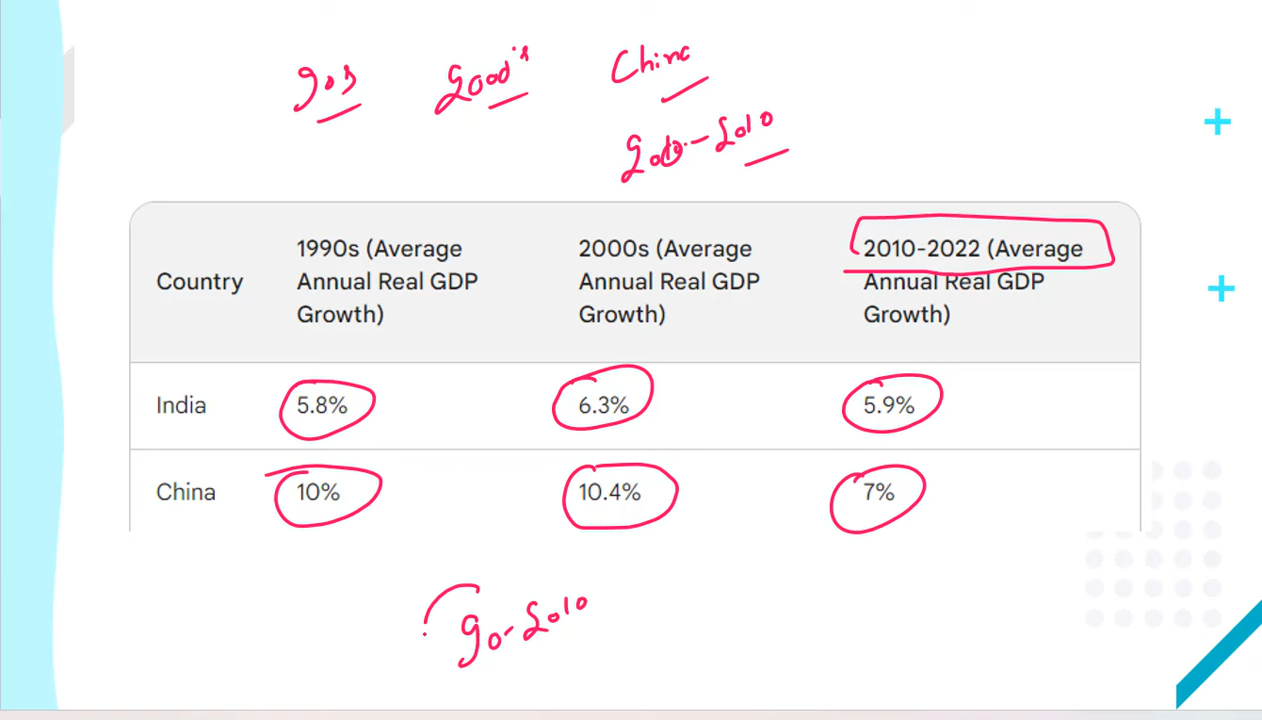 90s 2000's China
90-2010
Country 1990s (Average Annual Real GDP Growth) 2000s (Average Annual Real GDP Growth) 2010-2022 (Average Annual Real GDP Growth)
India 5.8% 6.3% 5.9%
China 10% 10.4% 7%
90-2010